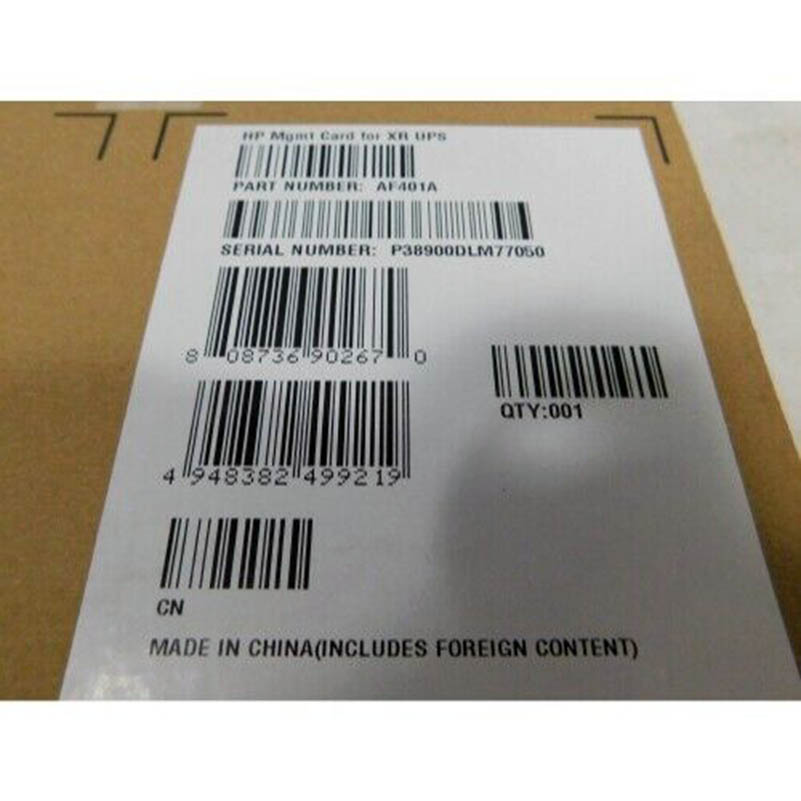 HP Mgmt Card for XR UPS
PART NUMBER: AF401A
SERIAL NUMBER: P38900DLM77050
8 08736 90267 0
QTY:001
4 948382 499219
CN
MADE IN CHINA(INCLUDES FOREIGN CONTENT)